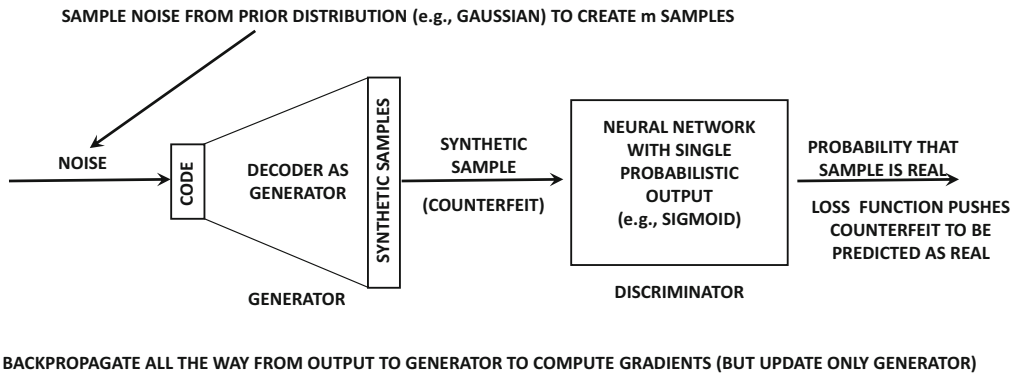 SAMPLE NOISE FROM PRIOR DISTRIBUTION (e.g., GAUSSIAN) TO CREATE m SAMPLES
NOISE
CODE
DECODER AS
GENERATOR
SYNTHETIC SAMPLES
GENERATOR
SYNTHETIC
SAMPLE
(COUNTERFEIT)
NEURAL NETWORK
WITH SINGLE
PROBABILISTIC
OUTPUT
(e.g., SIGMOID)
DISCRIMINATOR
PROBABILITY THAT
SAMPLE IS REAL
LOSS FUNCTION PUSHES
COUNTERFEIT TO BE
PREDICTED AS REAL
BACKPROPAGATE ALL THE WAY FROM OUTPUT TO GENERATOR TO COMPUTE GRADIENTS (BUT UPDATE ONLY GENERATOR)